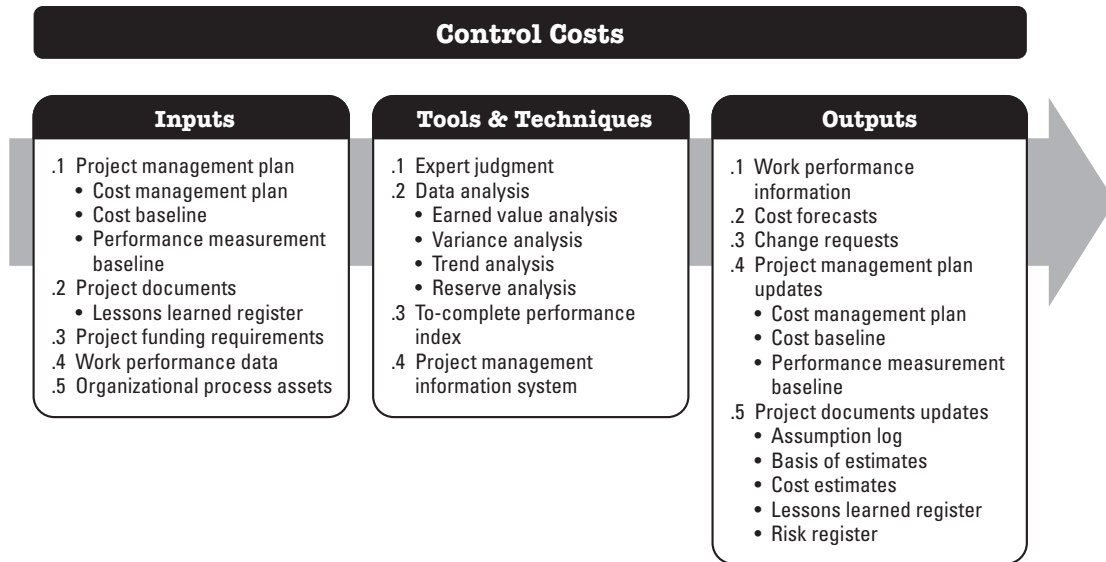 Control Costs
Inputs
.1 Project management plan
• Cost management plan
• Cost baseline
• Performance measurement
baseline
.2 Project documents
• Lessons learned register
.3 Project funding requirements
.4 Work performance data
.5 Organizational process assets
Tools & Techniques
.1 Expert judgment
.2 Data analysis
• Earned value analysis
• Variance analysis
• Trend analysis
• Reserve analysis
.3 To-complete performance
index
.4 Project management
information system
Outputs
.1 Work performance
information
.2 Cost forecasts
.3 Change requests
.4 Project management plan
updates
• Cost management plan
• Cost baseline
• Performance measurement
baseline
.5 Project documents updates
• Assumption log
• Basis of estimates
• Cost estimates
• Lessons learned register
• Risk register